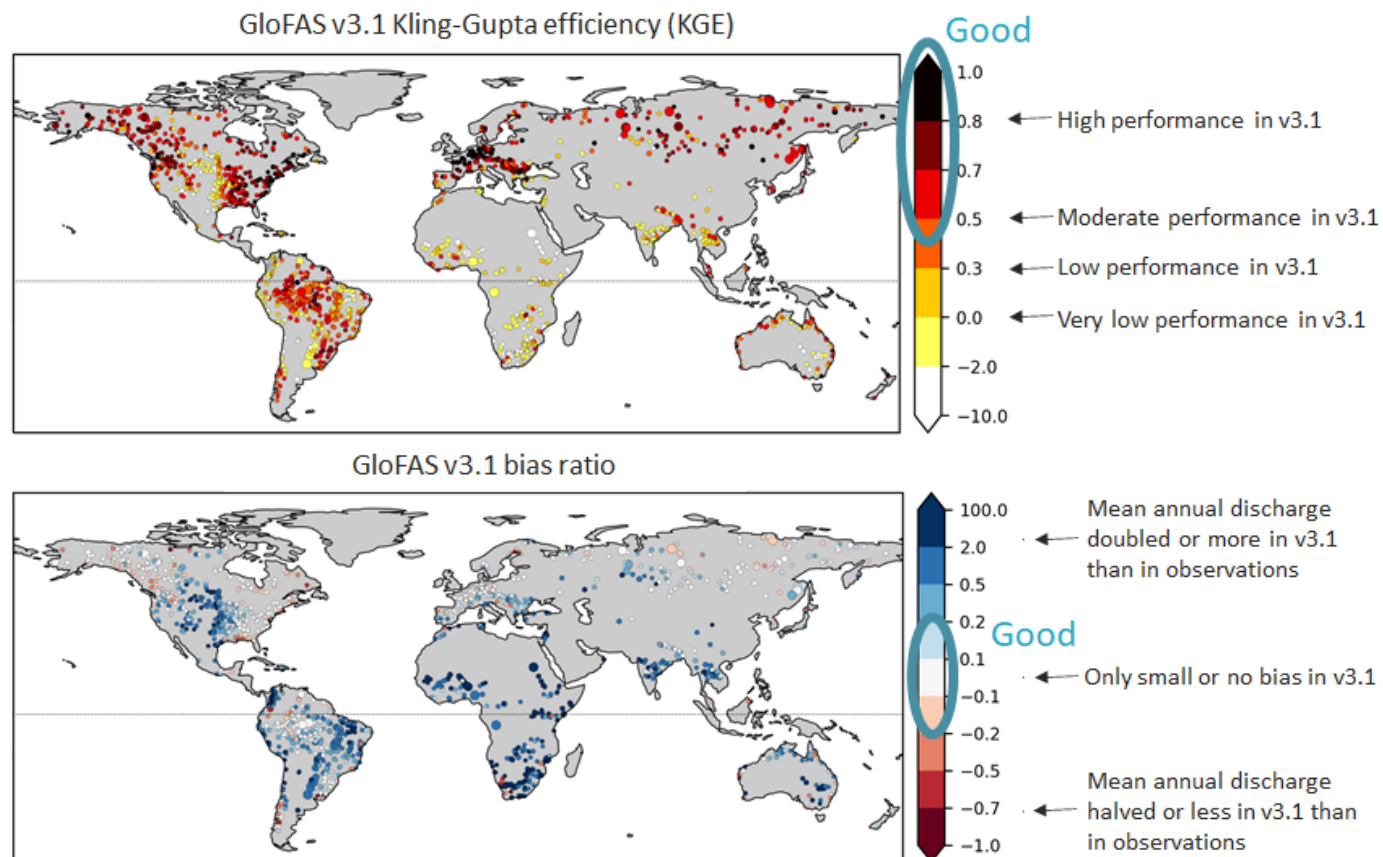 GloFAS v3.1 Kling-Gupta efficiency (KGE)
Good
1.0
0.8
High performance in v3.1
0.7
0.5
Moderate performance in v3.1
0.3
Low performance in v3.1
0.0
Very low performance in v3.1
−2.0
−10.0
GloFAS v3.1 bias ratio
100.0
2.0
0.5
0.2
0.1
−0.1
−0.2
−0.5
−0.7
−1.0
Mean annual discharge
doubled or more in v3.1
than in observations
Good
Only small or no bias in v3.1
Mean annual discharge
halved or less in v3.1 than
in observations